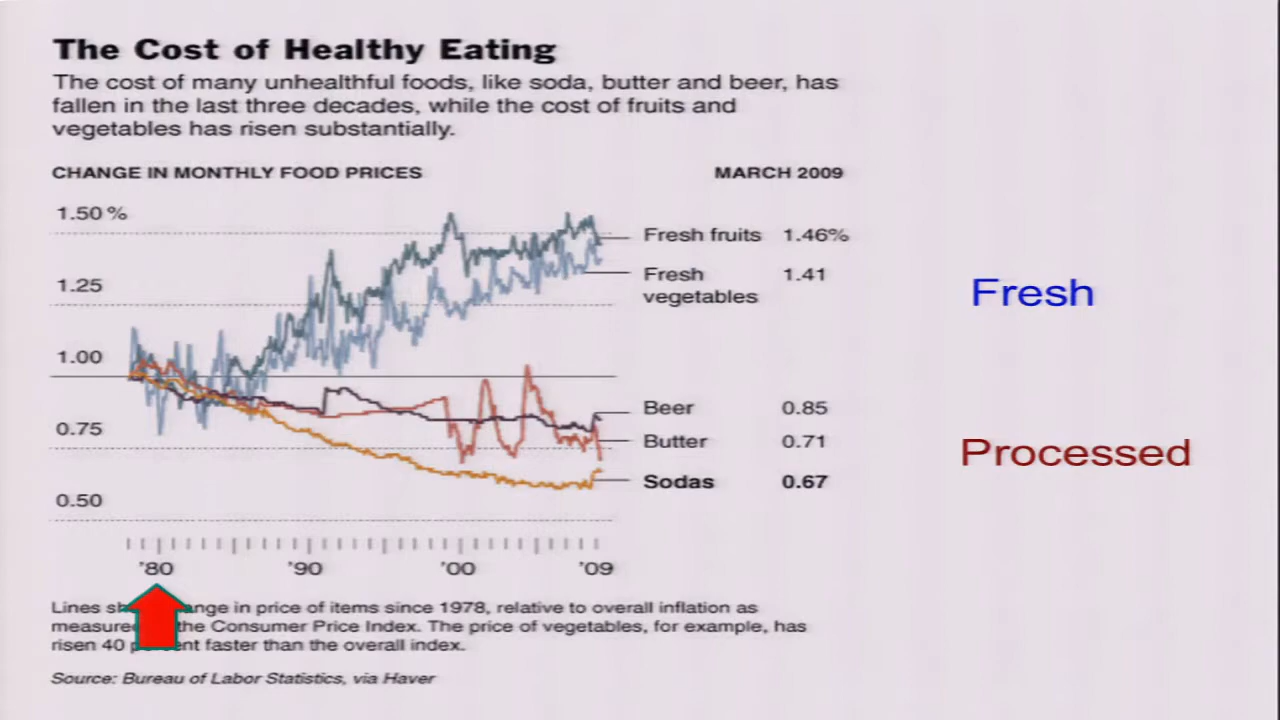 The Cost of Healthy Eating
The cost of many unhealthful foods, like soda, butter and beer, has
fallen in the last three decades, while the cost of fruits and
vegetables has risen substantially.
CHANGE IN MONTHLY FOOD PRICES
MARCH 2009
1.50 %
1.25
1.00
0.75
0.50
Fresh fruits 1.46%
Fresh 1.41
vegetables
Beer 0.85
Butter 0.71
Sodas 0.67
Fresh
Processed
'80 '90 '00 '09
Lines ange in price of items since 1978, relative to overall inflation as
measure the Consumer Price Index. The price of vegetables, for example, has
risen 40 faster than the overall index.
Source: Bureau of Labor Statistics, via Haver